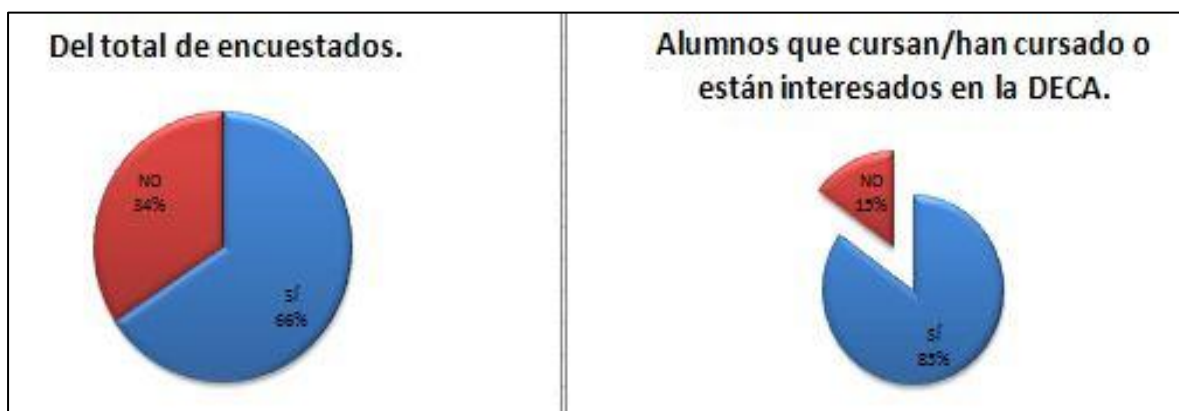 Del total de encuestados.
NO
34%
SÍ
66%
Alumnos que cursan/han cursado o
están interesados en la DECA.
NO
15%
SÍ
85%